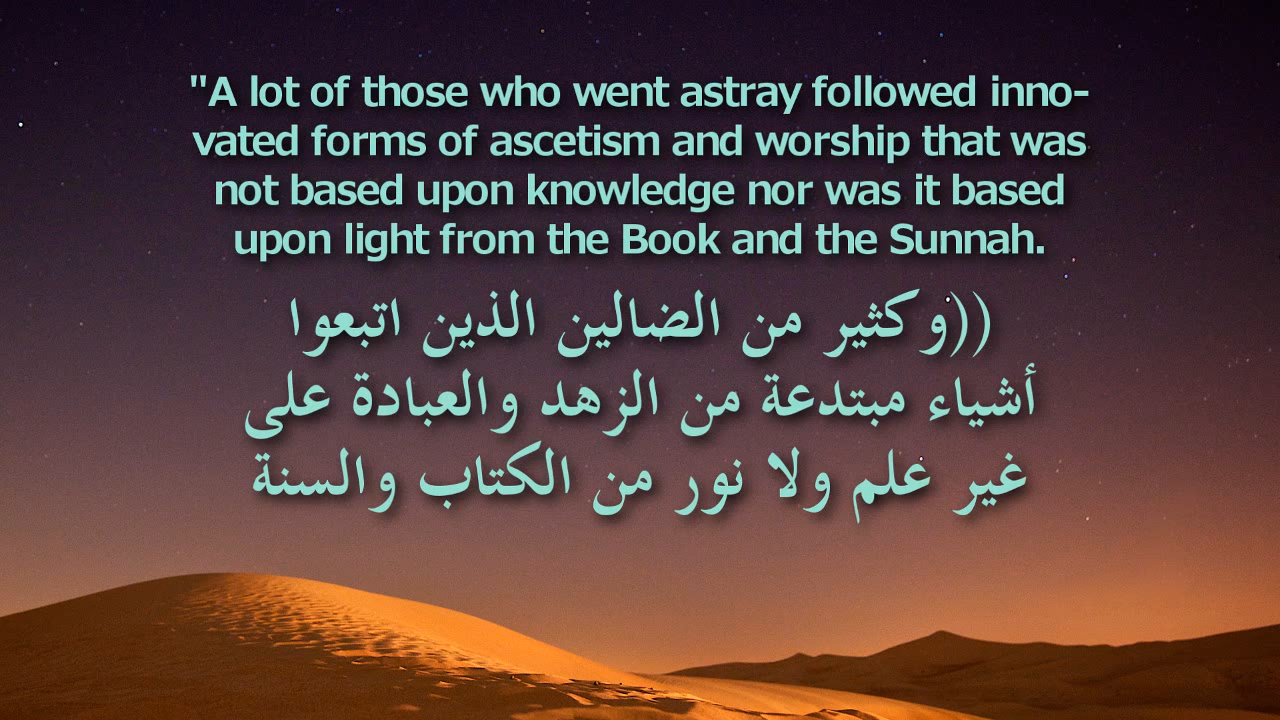 "A lot of those who went astray followed inno-
vated forms of ascetism and worship that was
not based upon knowledge nor was it based
upon light from the Book and the Sunnah.
((وكثير من الضالين الذين اتبعوا
أشياء مبتدعة من الزهد والعبادة على
غير علم ولا نور من الكتاب والسنة